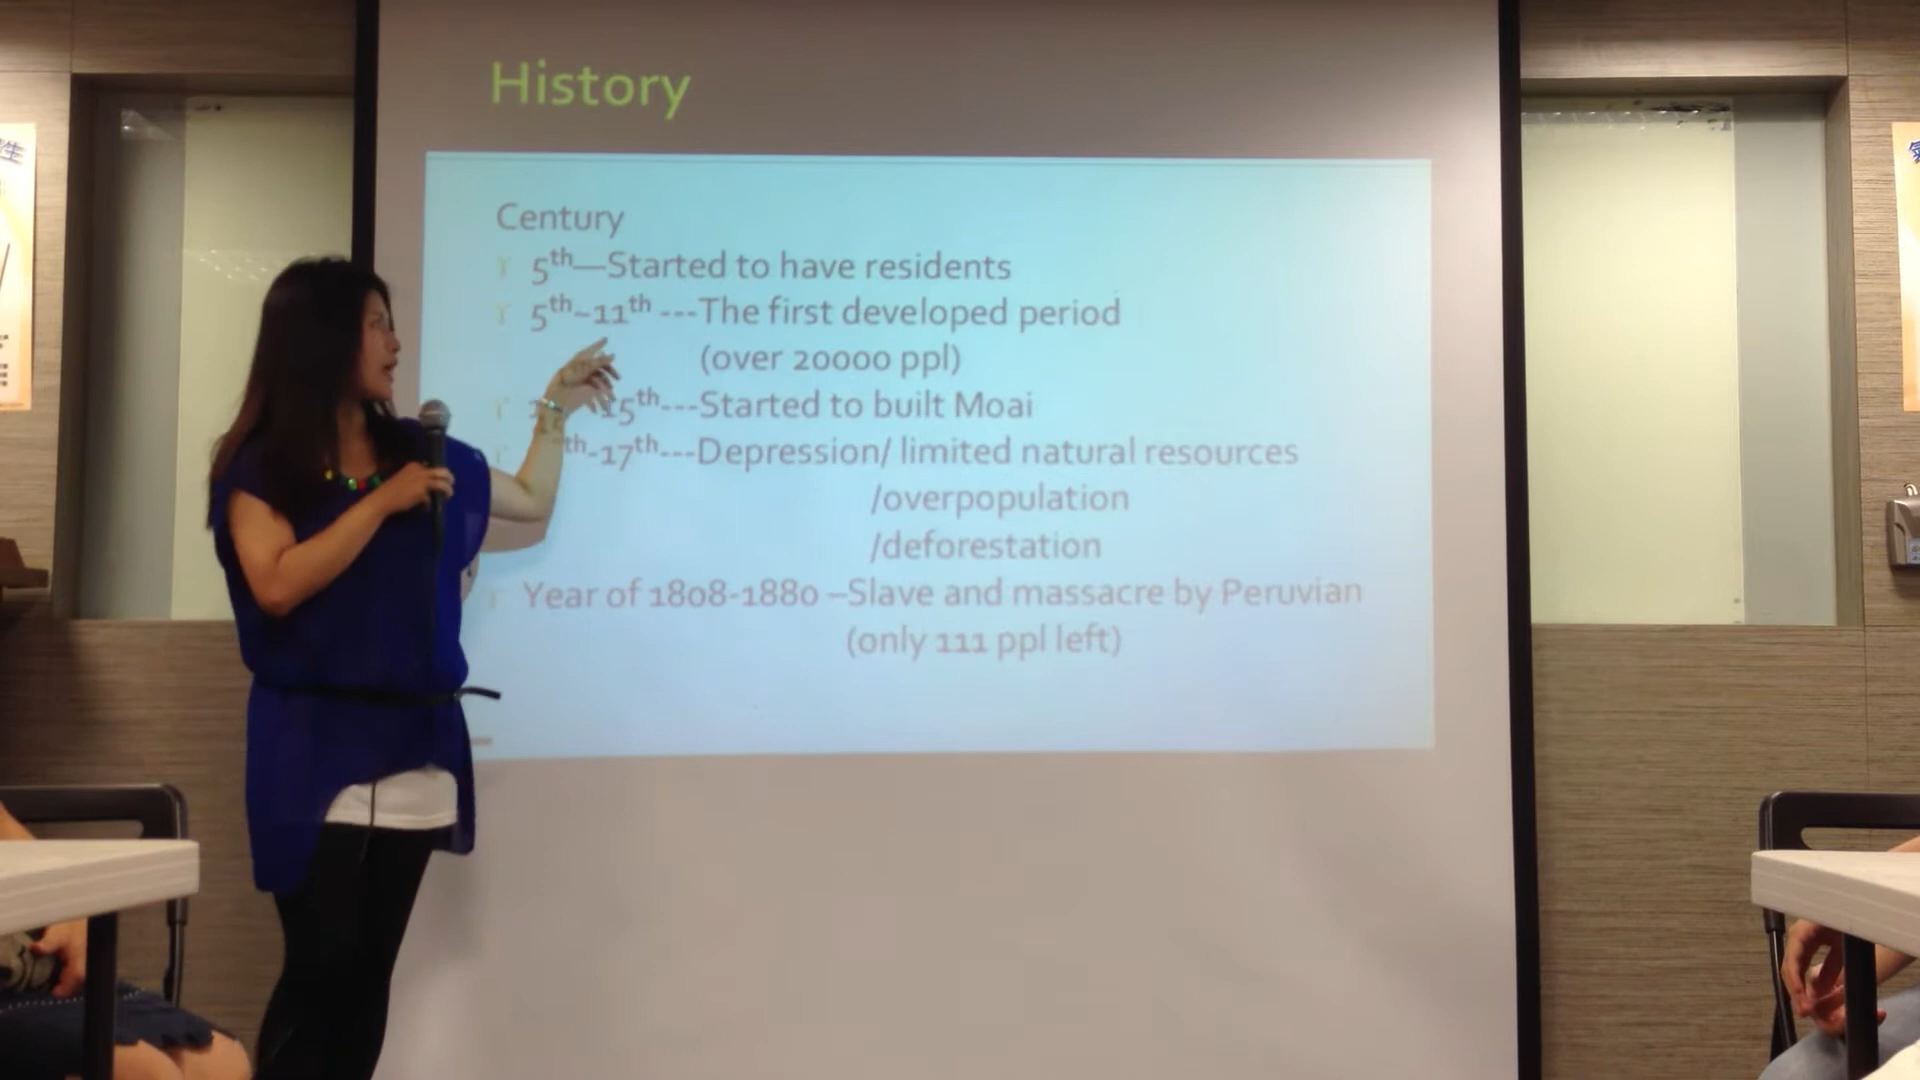 History
Century
5th—Started to have residents
5th~11th ---The first developed period
(over 20000 ppl)
15th---Started to built Moai
th-17th---Depression/ limited natural resources
/overpopulation
/deforestation
Year of 1808-1880 –Slave and massacre by Peruvian
(only 111 ppl left)
生